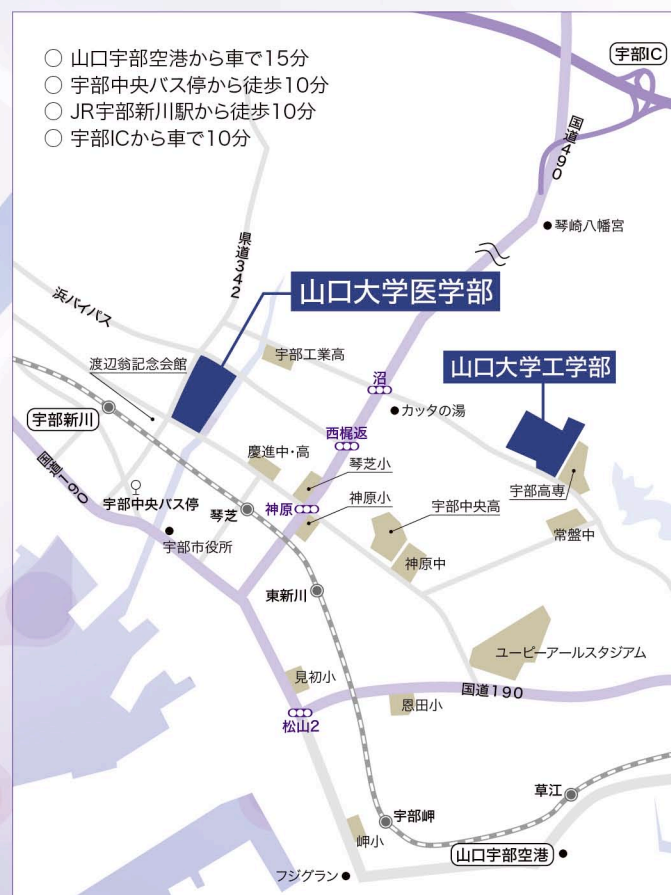 ○ 山口宇部空港から車で15分
○ 宇部中央バス停から徒歩10分
○ JR宇部新川駅から徒歩10分
○ 宇部ICから車で10分
宇部IC
国道490
琴崎八幡宮
県道342
浜バイパス
山口大学医学部
渡辺翁記念会館
宇部工業高
山口大学工学部
沼
カッタの湯
宇部新川
西梶返
慶進中・高
琴芝小
国道190
宇部中央バス停
琴芝
神原
神原小
宇部中央高
宇部高専
宇部市役所
神原中
常盤中
東新川
ユーピーアールスタジアム
見初小
国道190
恩田小
松山2
草江
宇部岬
岬小
山口宇部空港
フジグラン